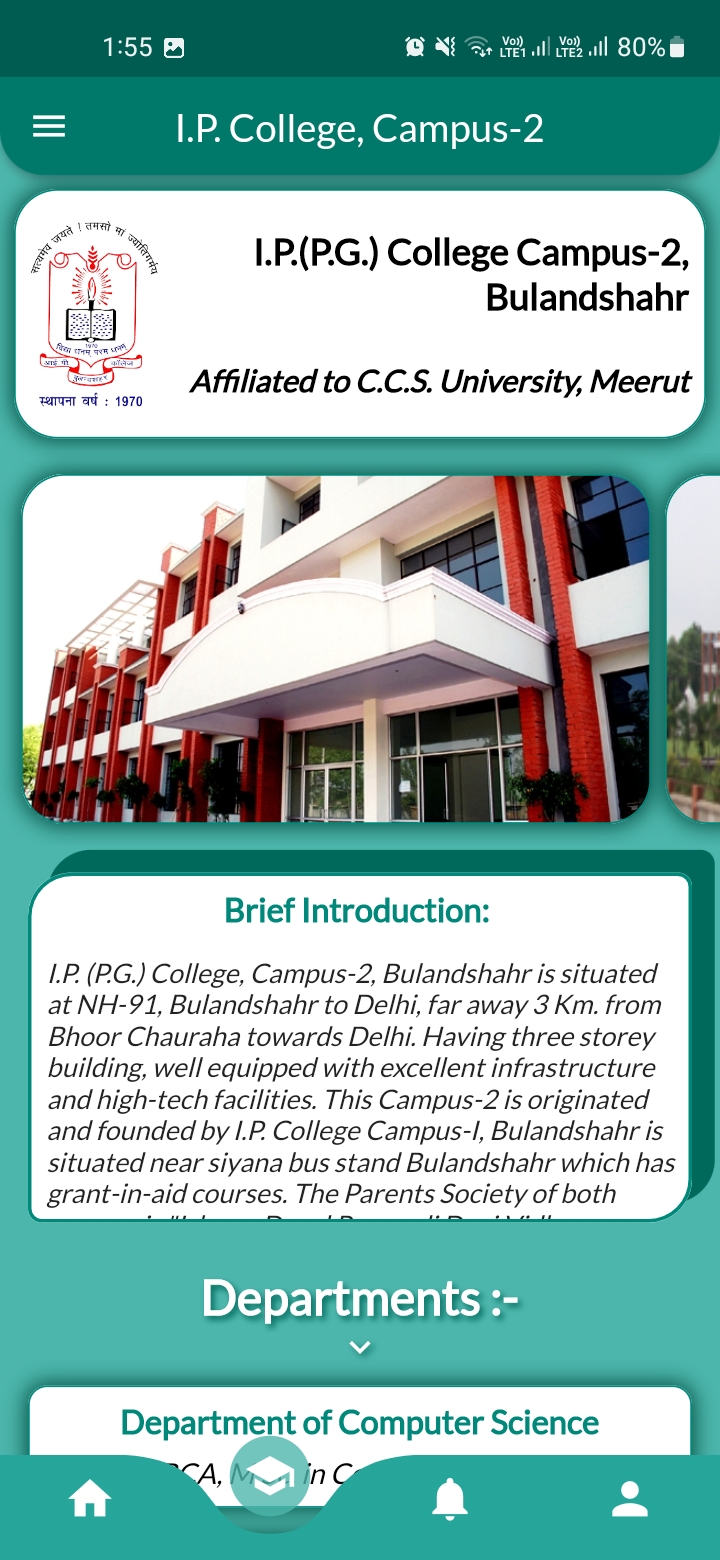 1:55
Vo)) LTE1 Vo)) LTE2 80%
I.P. College, Campus-2
सत्यमेव जयते ! तमसो मां ज्योतिर्गमय
1970
विद्या धनम् परम धनम्
आई पी कॉलेज
बुलन्दशहर
स्थापना वर्ष : 1970
I.P.(P.G.) College Campus-2,
Bulandshahr
Affiliated to C.C.S. University, Meerut
Brief Introduction:
I.P. (P.G.) College, Campus-2, Bulandshahr is situated
at NH-91, Bulandshahr to Delhi, far away 3 Km. from
Bhoor Chauraha towards Delhi. Having three storey
building, well equipped with excellent infrastructure
and high-tech facilities. This Campus-2 is originated
and founded by I.P. College Campus-I, Bulandshahr is
situated near siyana bus stand Bulandshahr which has
grant-in-aid courses. The Parents Society of both
Departments :-
Department of Computer Science
in